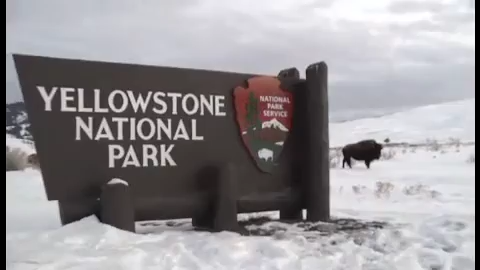 YELLOWSTONE
NATIONAL
PARK
NATIONAL
PARK
SERVICE